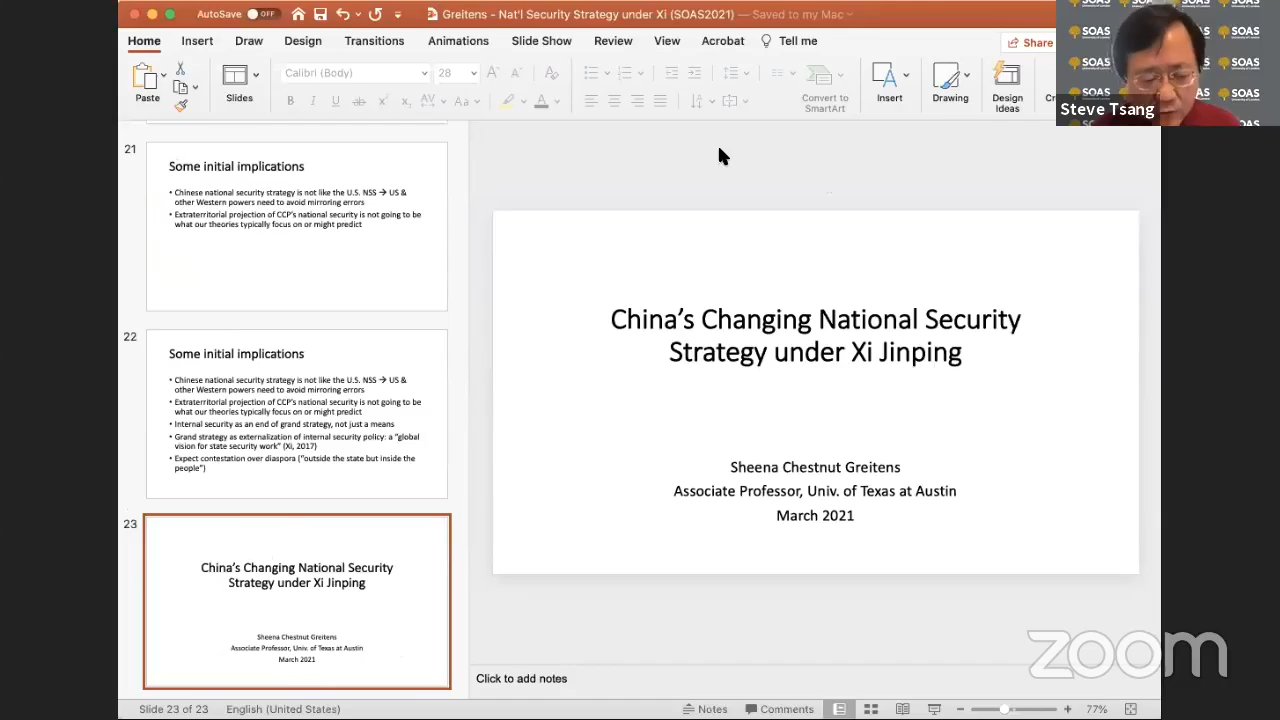 AutoSave OFF
Greitens - Nat'l Security Strategy under Xi (SOAS2021) — Saved to my Mac
Home Insert Draw Design Transitions Animations Slide Show Review View Acrobat Tell me
Share
Calibri (Body) 28
Paste
Slides
B I U ab x² x₂ AV Aa A
Convert to
SmartArt
Insert
Drawing
Design
Ideas
SOAS
SOAS
SOAS
SOAS
Steve Tsang
21
Some initial implications
• Chinese national security strategy is not like the U.S. NSS → US &
other Western powers need to avoid mirroring errors
• Extraterritorial projection of CCP's national security is not going to be
what our theories typically focus on or might predict
22
Some initial implications
• Chinese national security strategy is not like the U.S. NSS → US &
other Western powers need to avoid mirroring errors
• Extraterritorial projection of CCP's national security is not going to be
what our theories typically focus on or might predict
• Internal security as an end of grand strategy, not just a means
• Grand strategy as externalization of internal security policy: a "global
vision for state security work" (Xi, 2017)
• Expect contestation over diaspora ("outside the state but inside the
people")
23
China's Changing National Security
Strategy under Xi Jinping
Sheena Chestnut Greitens
Associate Professor, Univ. of Texas at Austin
March 2021
China's Changing National Security
Strategy under Xi Jinping
Sheena Chestnut Greitens
Associate Professor, Univ. of Texas at Austin
March 2021
zoom
Click to add notes
Slide 23 of 23 English (United States) Notes Comments 77%